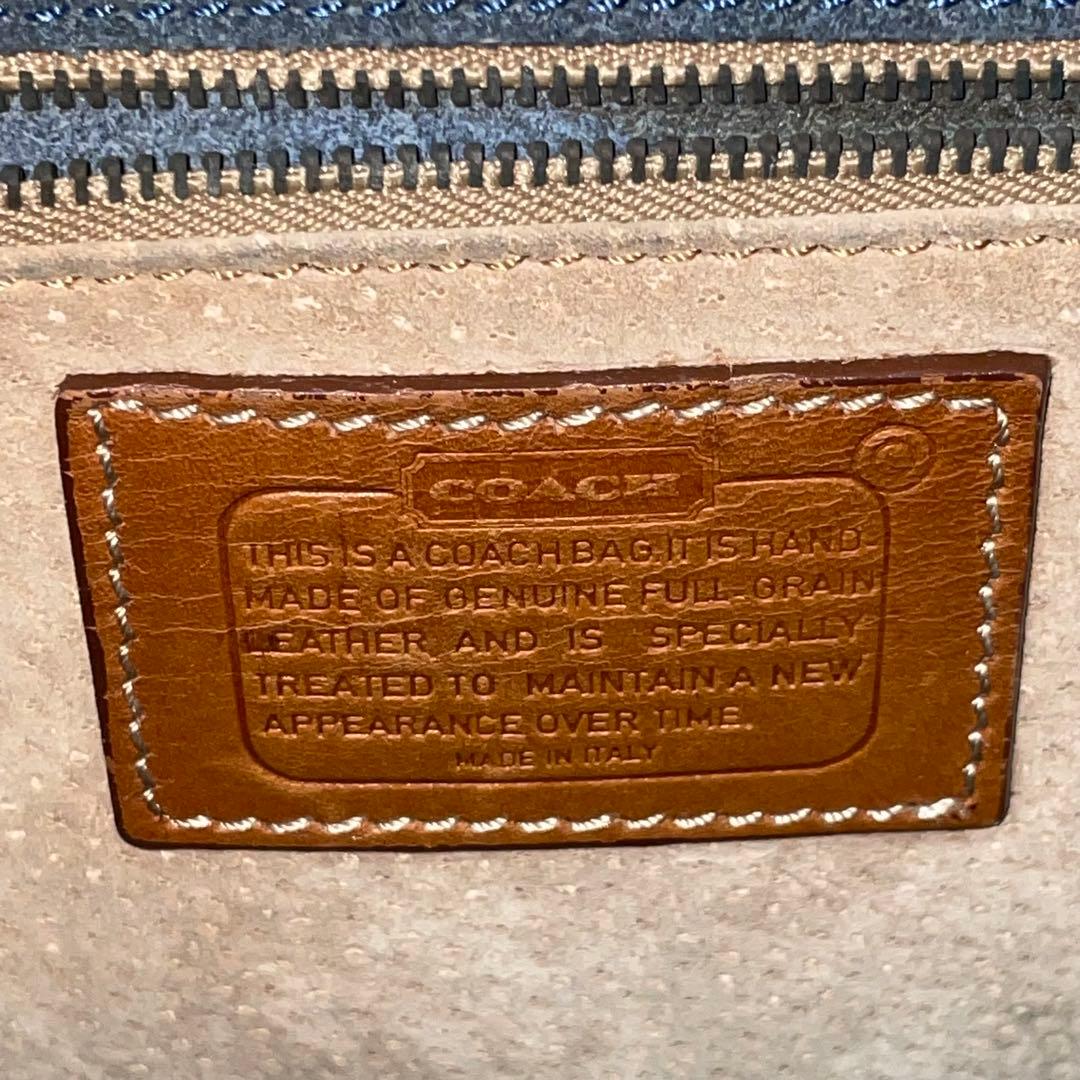 COACH ©
THIS IS A COACH BAG. IT IS HAND-
MADE OF GENUINE FULL-GRAIN
LEATHER, AND IS SPECIALLY
TREATED TO MAINTAIN A NEW
APPEARANCE OVER TIME.
MADE IN ITALY